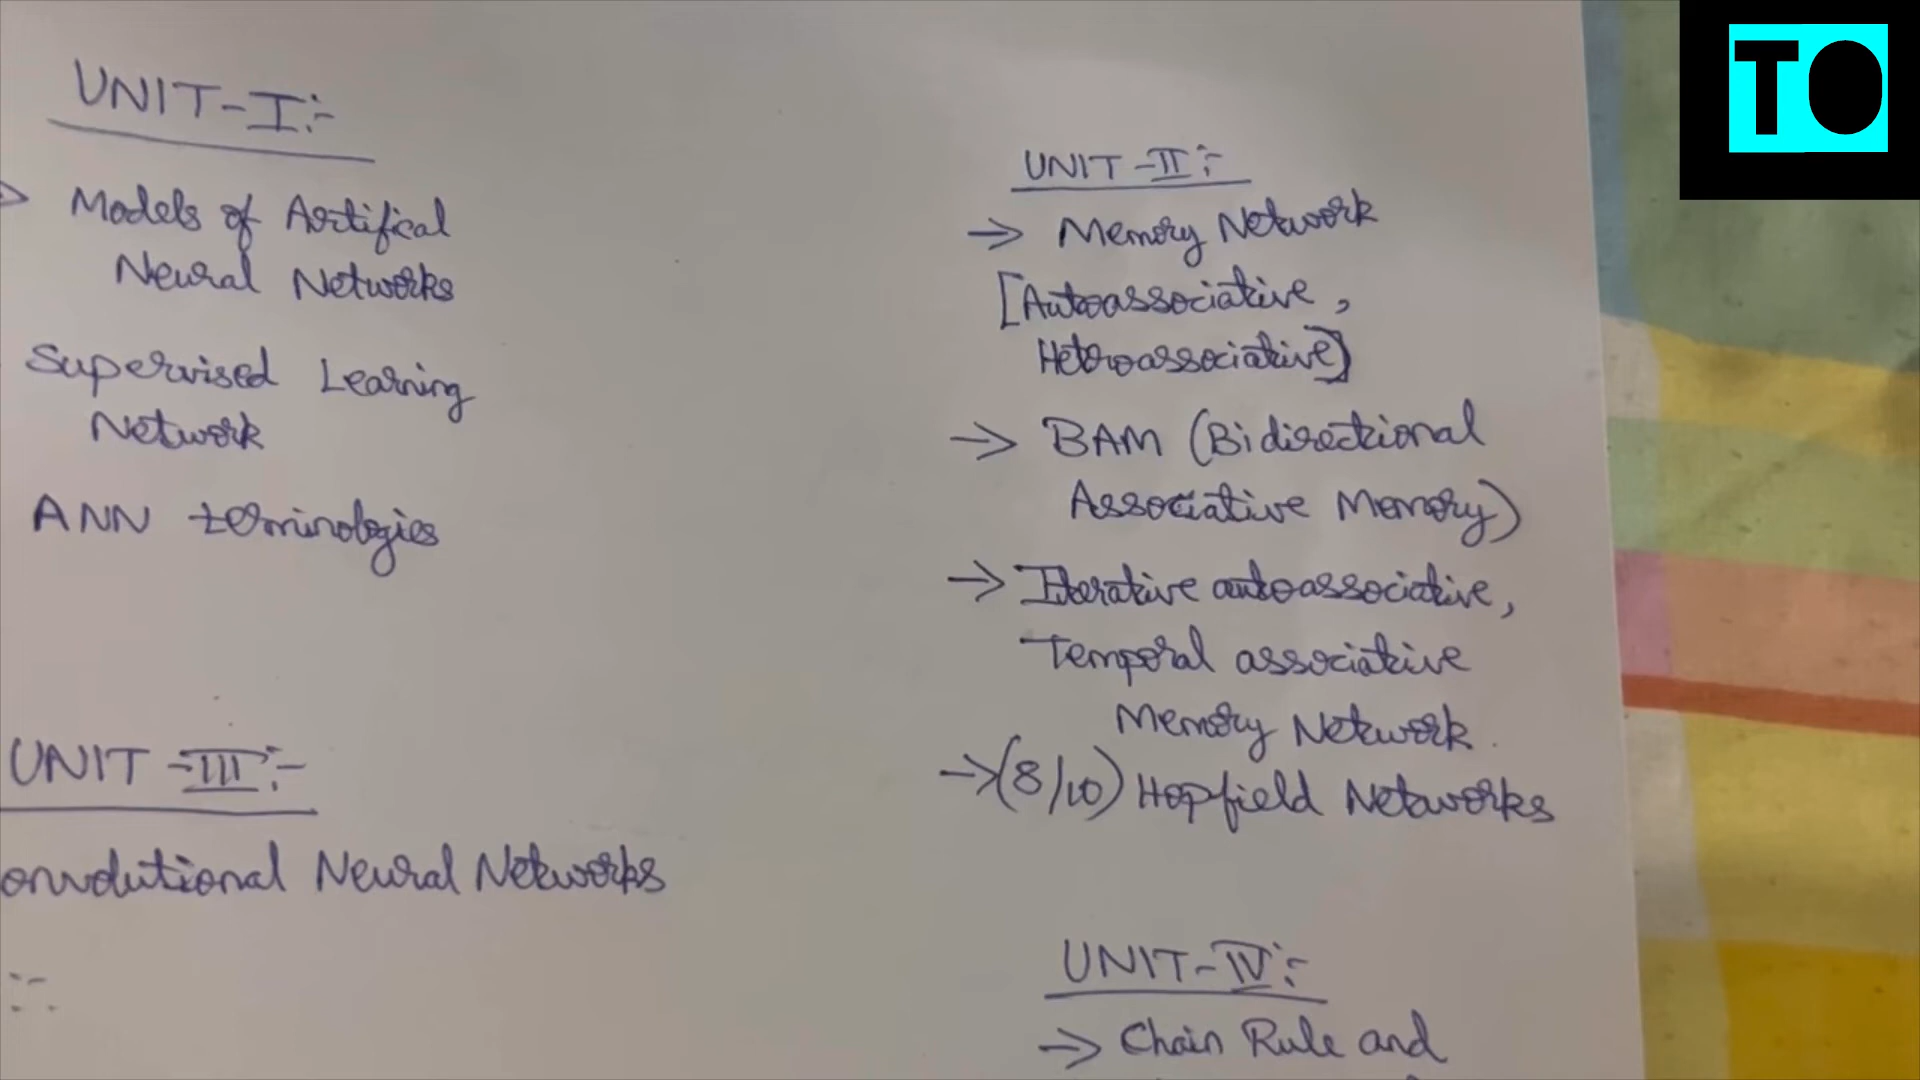 UNIT-I:-
Models of Artifical
Neural Networks
Supervised Learning
Network
ANN terminologies
UNIT-II:-
→ Memory Network
[Autoassociative,
Hetroassociative]
→ BAM (Bidirectional
Associative Memory)
→ Iterative autoassociative,
Temporal associative
Memory Network.
→(8/10) Hopfield Networks
UNIT-III:-
onvolutional Neural Networks
UNIT-IV:-
→ Chain Rule and
TO